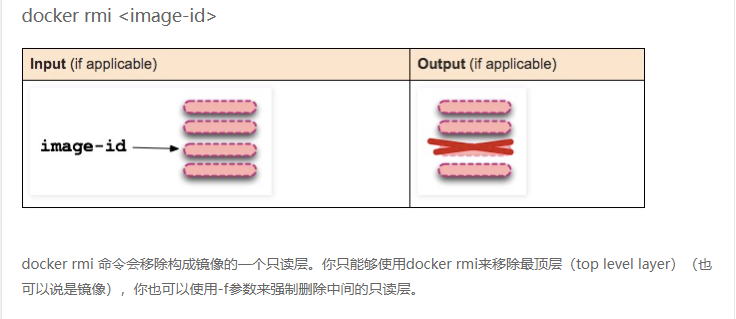 docker rmi <image-id>
Input (if applicable) Output (if applicable)
image-id
docker rmi 命令会移除构成镜像的一个只读层。你只能够使用docker rmi来移除最顶层（top level layer）（也
可以说是镜像），你也可以使用-f参数来强制删除中间的只读层。